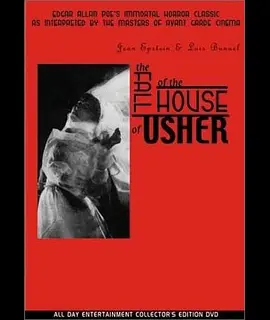 EDGAR ALLAN POE'S IMMORTAL HORROR CLASSIC
AS INTERPRETED BY THE MASTERS OF AVANT GARDE CINEMA
Jean Epstein & Luis Bunuel
the
FALL of the
HOUSE
of USHER
ALL DAY ENTERTAINMENT COLLECTOR'S EDITION DVD